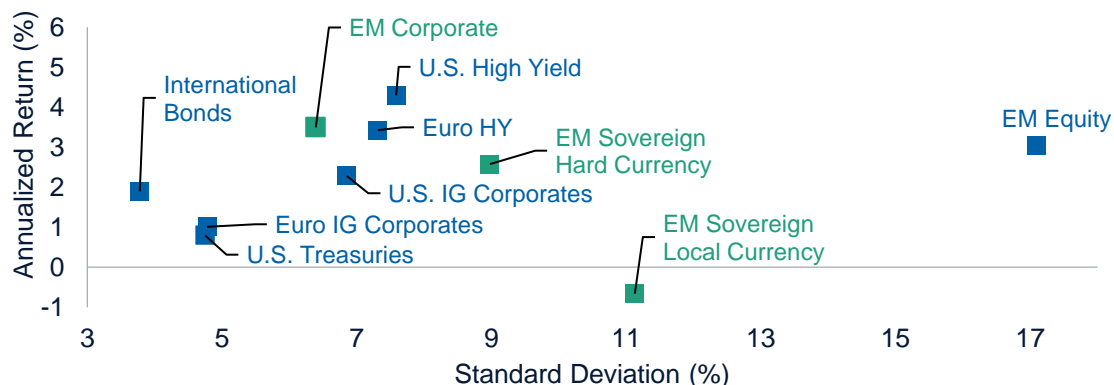 Annualized Return (%)
6
5
4
3
2
1
0
-1
EM Corporate
U.S. High Yield
International
Bonds
Euro HY
EM Equity
EM Sovereign
Hard Currency
U.S. IG Corporates
Euro IG Corporates
U.S. Treasuries
EM Sovereign
Local Currency
3 5 7 9 11 13 15 17
Standard Deviation (%)